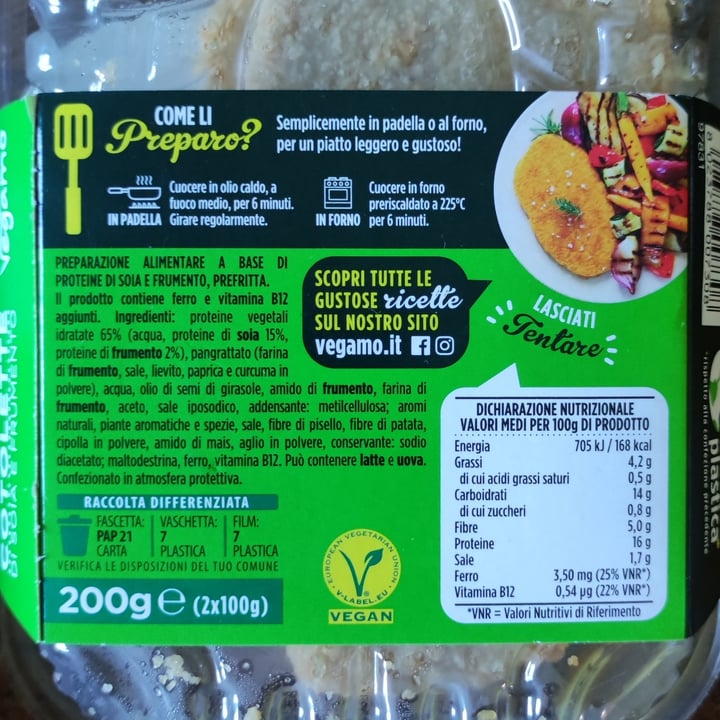 COME LI
Preparo?
Semplicemente in padella o al forno,
per un piatto leggero e gustoso!
IN PADELLA
Cuocere in olio caldo, a
fuoco medio, per 6 minuti.
Girare regolarmente.
IN FORNO
Cuocere in forno
preriscaldato a 225°C
per 6 minuti.
PREPARAZIONE ALIMENTARE A BASE DI
PROTEINE DI SOIA E FRUMENTO, PREFRITTA.
Il prodotto contiene ferro e vitamina B12
aggiunti. Ingredienti: proteine vegetali
idratate 65% (acqua, proteine di soia 15%,
proteine di frumento 2%), pangrattato (farina
di frumento, sale, lievito, paprica e curcuma in
polvere), acqua, olio di semi di girasole, amido di frumento, farina di
frumento, aceto, sale iposodico, addensante: metilcellulosa; aromi
naturali, piante aromatiche e spezie, sale, fibre di pisello, fibre di patata,
cipolla in polvere, amido di mais, aglio in polvere, conservante: sodio
diacetato; maltodestrina, ferro, vitamina B12. Può contenere latte e uova.
Confezionato in atmosfera protettiva.
SCOPRI TUTTE LE
GUSTOSE ricette
SUL NOSTRO SITO
vegamo.it
LASCIATI
Tentare
RACCOLTA DIFFERENZIATA
FASCETTA:
PAP 21
CARTA
VASCHETTA:
7
PLASTICA
FILM:
7
PLASTICA
VERIFICA LE DISPOSIZIONI DEL TUO COMUNE
200g e (2x100g)
EUROPEAN VEGETARIAN UNION
V-LABEL.EU
VEGAN
DICHIARAZIONE NUTRIZIONALE
VALORI MEDI PER 100g DI PRODOTTO
Energia 705 kJ / 168 kcal
Grassi 4,2 g
di cui acidi grassi saturi 0,5 g
Carboidrati 14 g
di cui zuccheri 0,8 g
Fibre 5,0 g
Proteine 16 g
Sale 1,7 g
Ferro 3,50 mg (25% VNR*)
Vitamina B12 0,54 µg (22% VNR*)
*VNR = Valori Nutritivi di Riferimento
vegamo
plastica*
*rispetto alla confezione precedente
97631